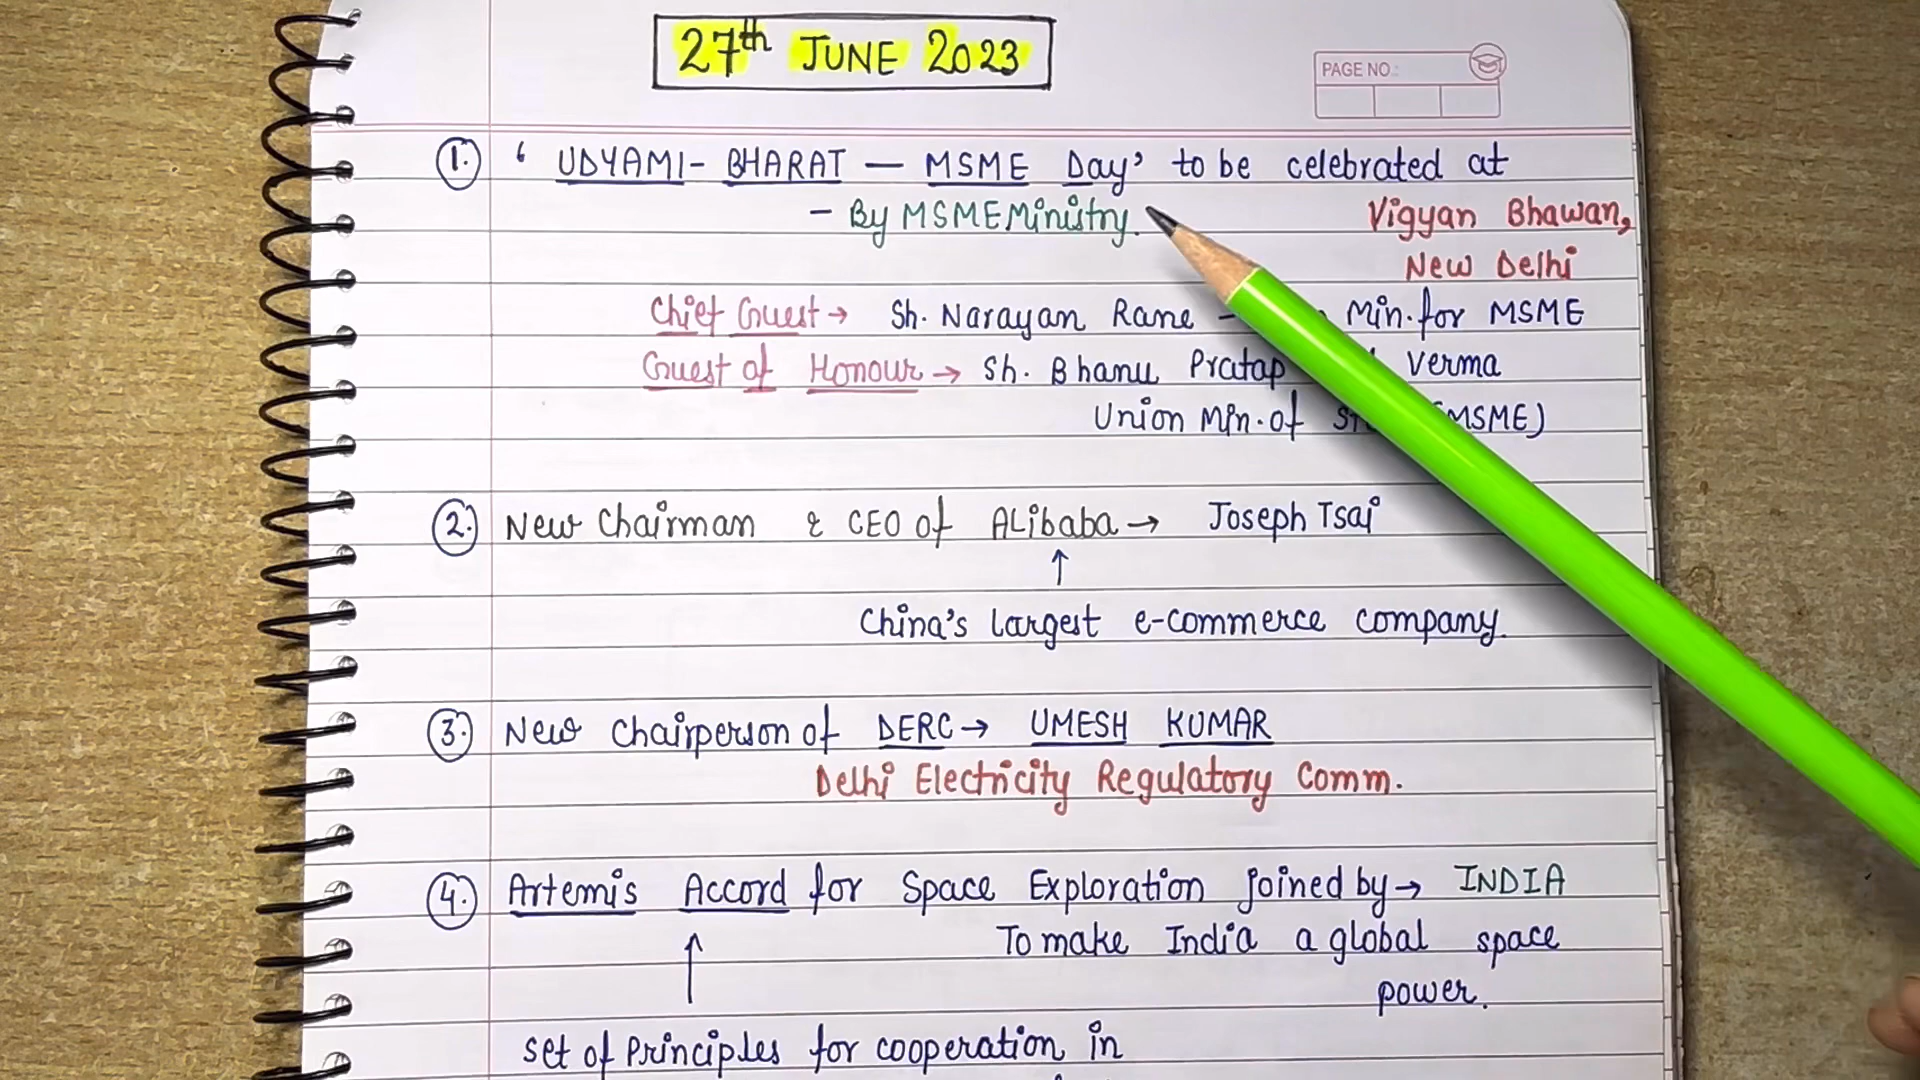 27th JUNE 2023
PAGE NO.:
1. ‘UDYAMI-BHARAT — MSME Day’ to be celebrated at
- By MSME Ministry. Vigyan Bhawan,
New Delhi
Chief Guest → Sh. Narayan Rane - Min. for MSME
Guest of Honour → Sh. Bhanu Pratap Verma
Union Min. of MSME)
2. New Chairman & CEO of ALibaba → Joseph Tsai
↑
China's largest e-commerce company.
3. New Chairperson of DERC → UMESH KUMAR
Delhi Electricity Regulatory Comm.
4. Artemis Accord for Space Exploration joined by → INDIA
↑ To make India a global space
power.
set of Principles for cooperation in